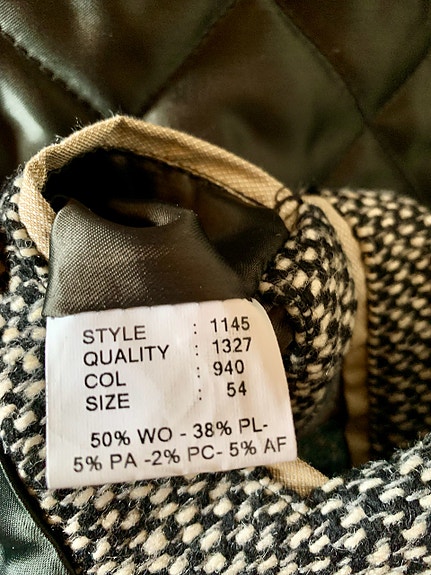 STYLE : 1145
QUALITY : 1327
COL : 940
SIZE : 54
50% WO - 38% PL-
5% PA -2% PC- 5% AF